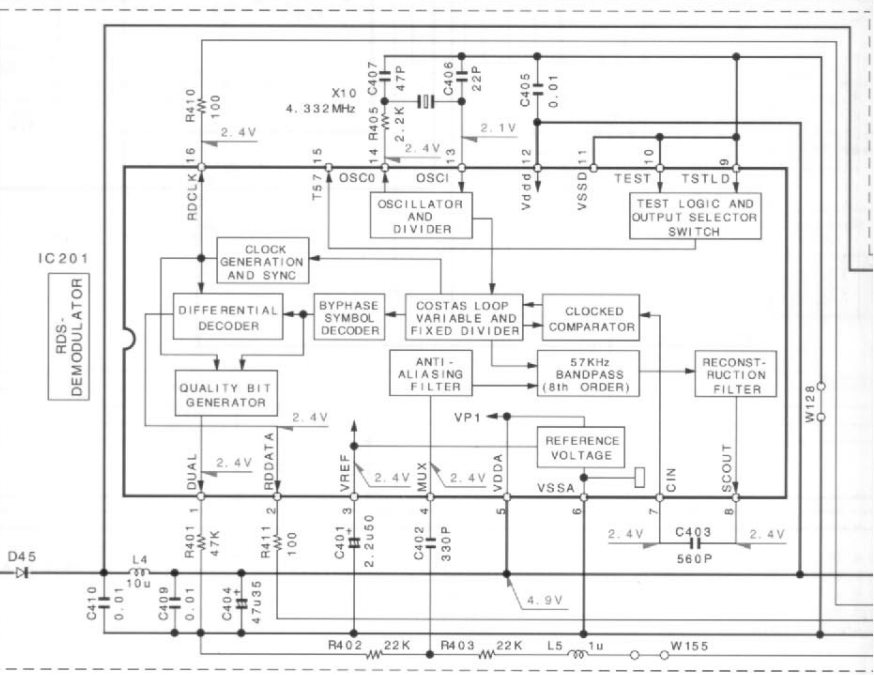 C407
47P
C406
22P
C405
0.01
X10
4.332MHz
R410
100
R405
2.2K
2.4V
2.4V
2.1V
16
15
14
13
12
11
10
9
RDCLK
T57
OSC0
OSCI
Vddd
VSSD
TEST
TSTLD
OSCILLATOR
AND
DIVIDER
TEST LOGIC AND
OUTPUT SELECTOR
SWITCH
IC201
RDS-
DEMODULATOR
CLOCK
GENERATION
AND SYNC
DIFFERENTIAL
DECODER
BYPHASE
SYMBOL
DECODER
COSTAS LOOP
VARIABLE AND
FIXED DIVIDER
CLOCKED
COMPARATOR
QUALITY BIT
GENERATOR
ANTI-
ALIASING
FILTER
57KHz
BANDPASS
(8th ORDER)
RECONST-
RUCTION
FILTER
W128
VP1
REFERENCE
VOLTAGE
2.4V
2.4V
2.4V
2.4V
DUAL
RDDATA
VREF
MUX
VDDA
VSSA
CIN
SCOUT
1
2
3
4
5
6
7
8
R401
47K
R411
100
C401
+
2.2u50
C402
330P
2.4V
C403
560P
2.4V
D45
L4
10u
C410
0.01
C409
0.01
C404
+
47u35
4.9V
R402
22K
R403
22K
L5
1u
W155